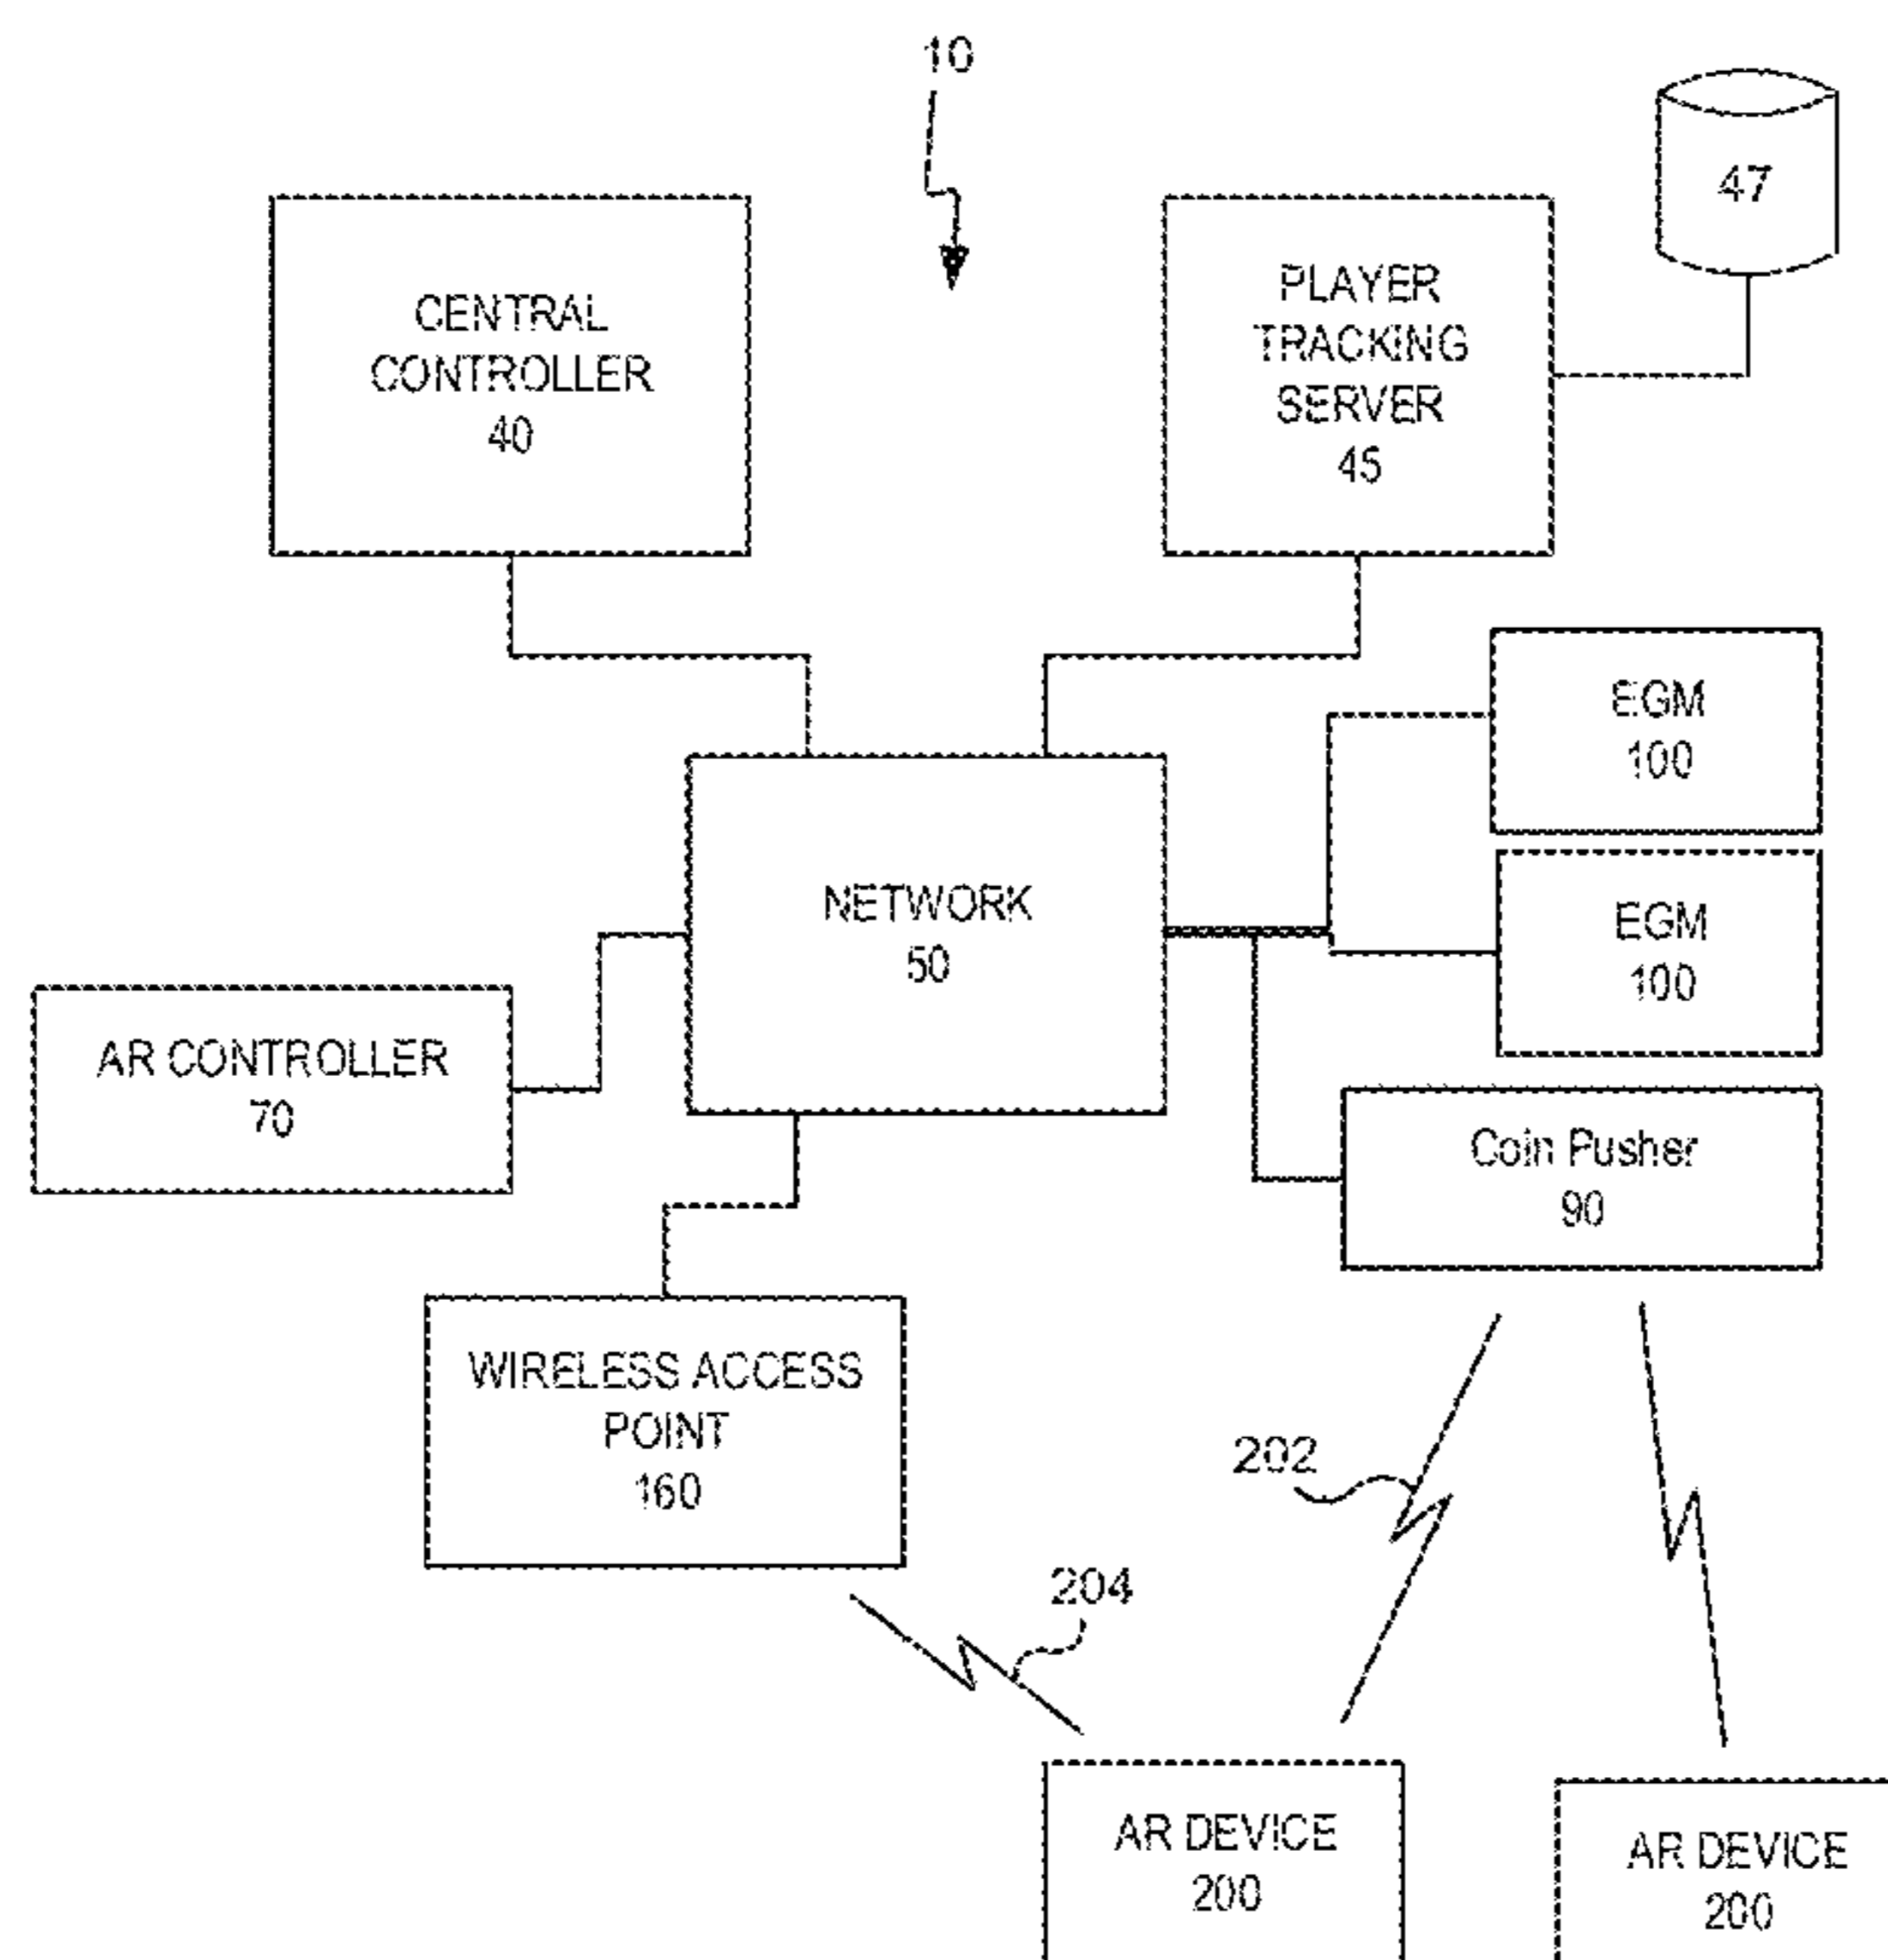 10
47
CENTRAL
CONTROLLER
40
PLAYER
TRACKING
SERVER
45
EGM
100
NETWORK
50
EGM
100
AR CONTROLLER
70
Coin Pusher
90
WIRELESS ACCESS
POINT
160
202
204
AR DEVICE
200
AR DEVICE
200